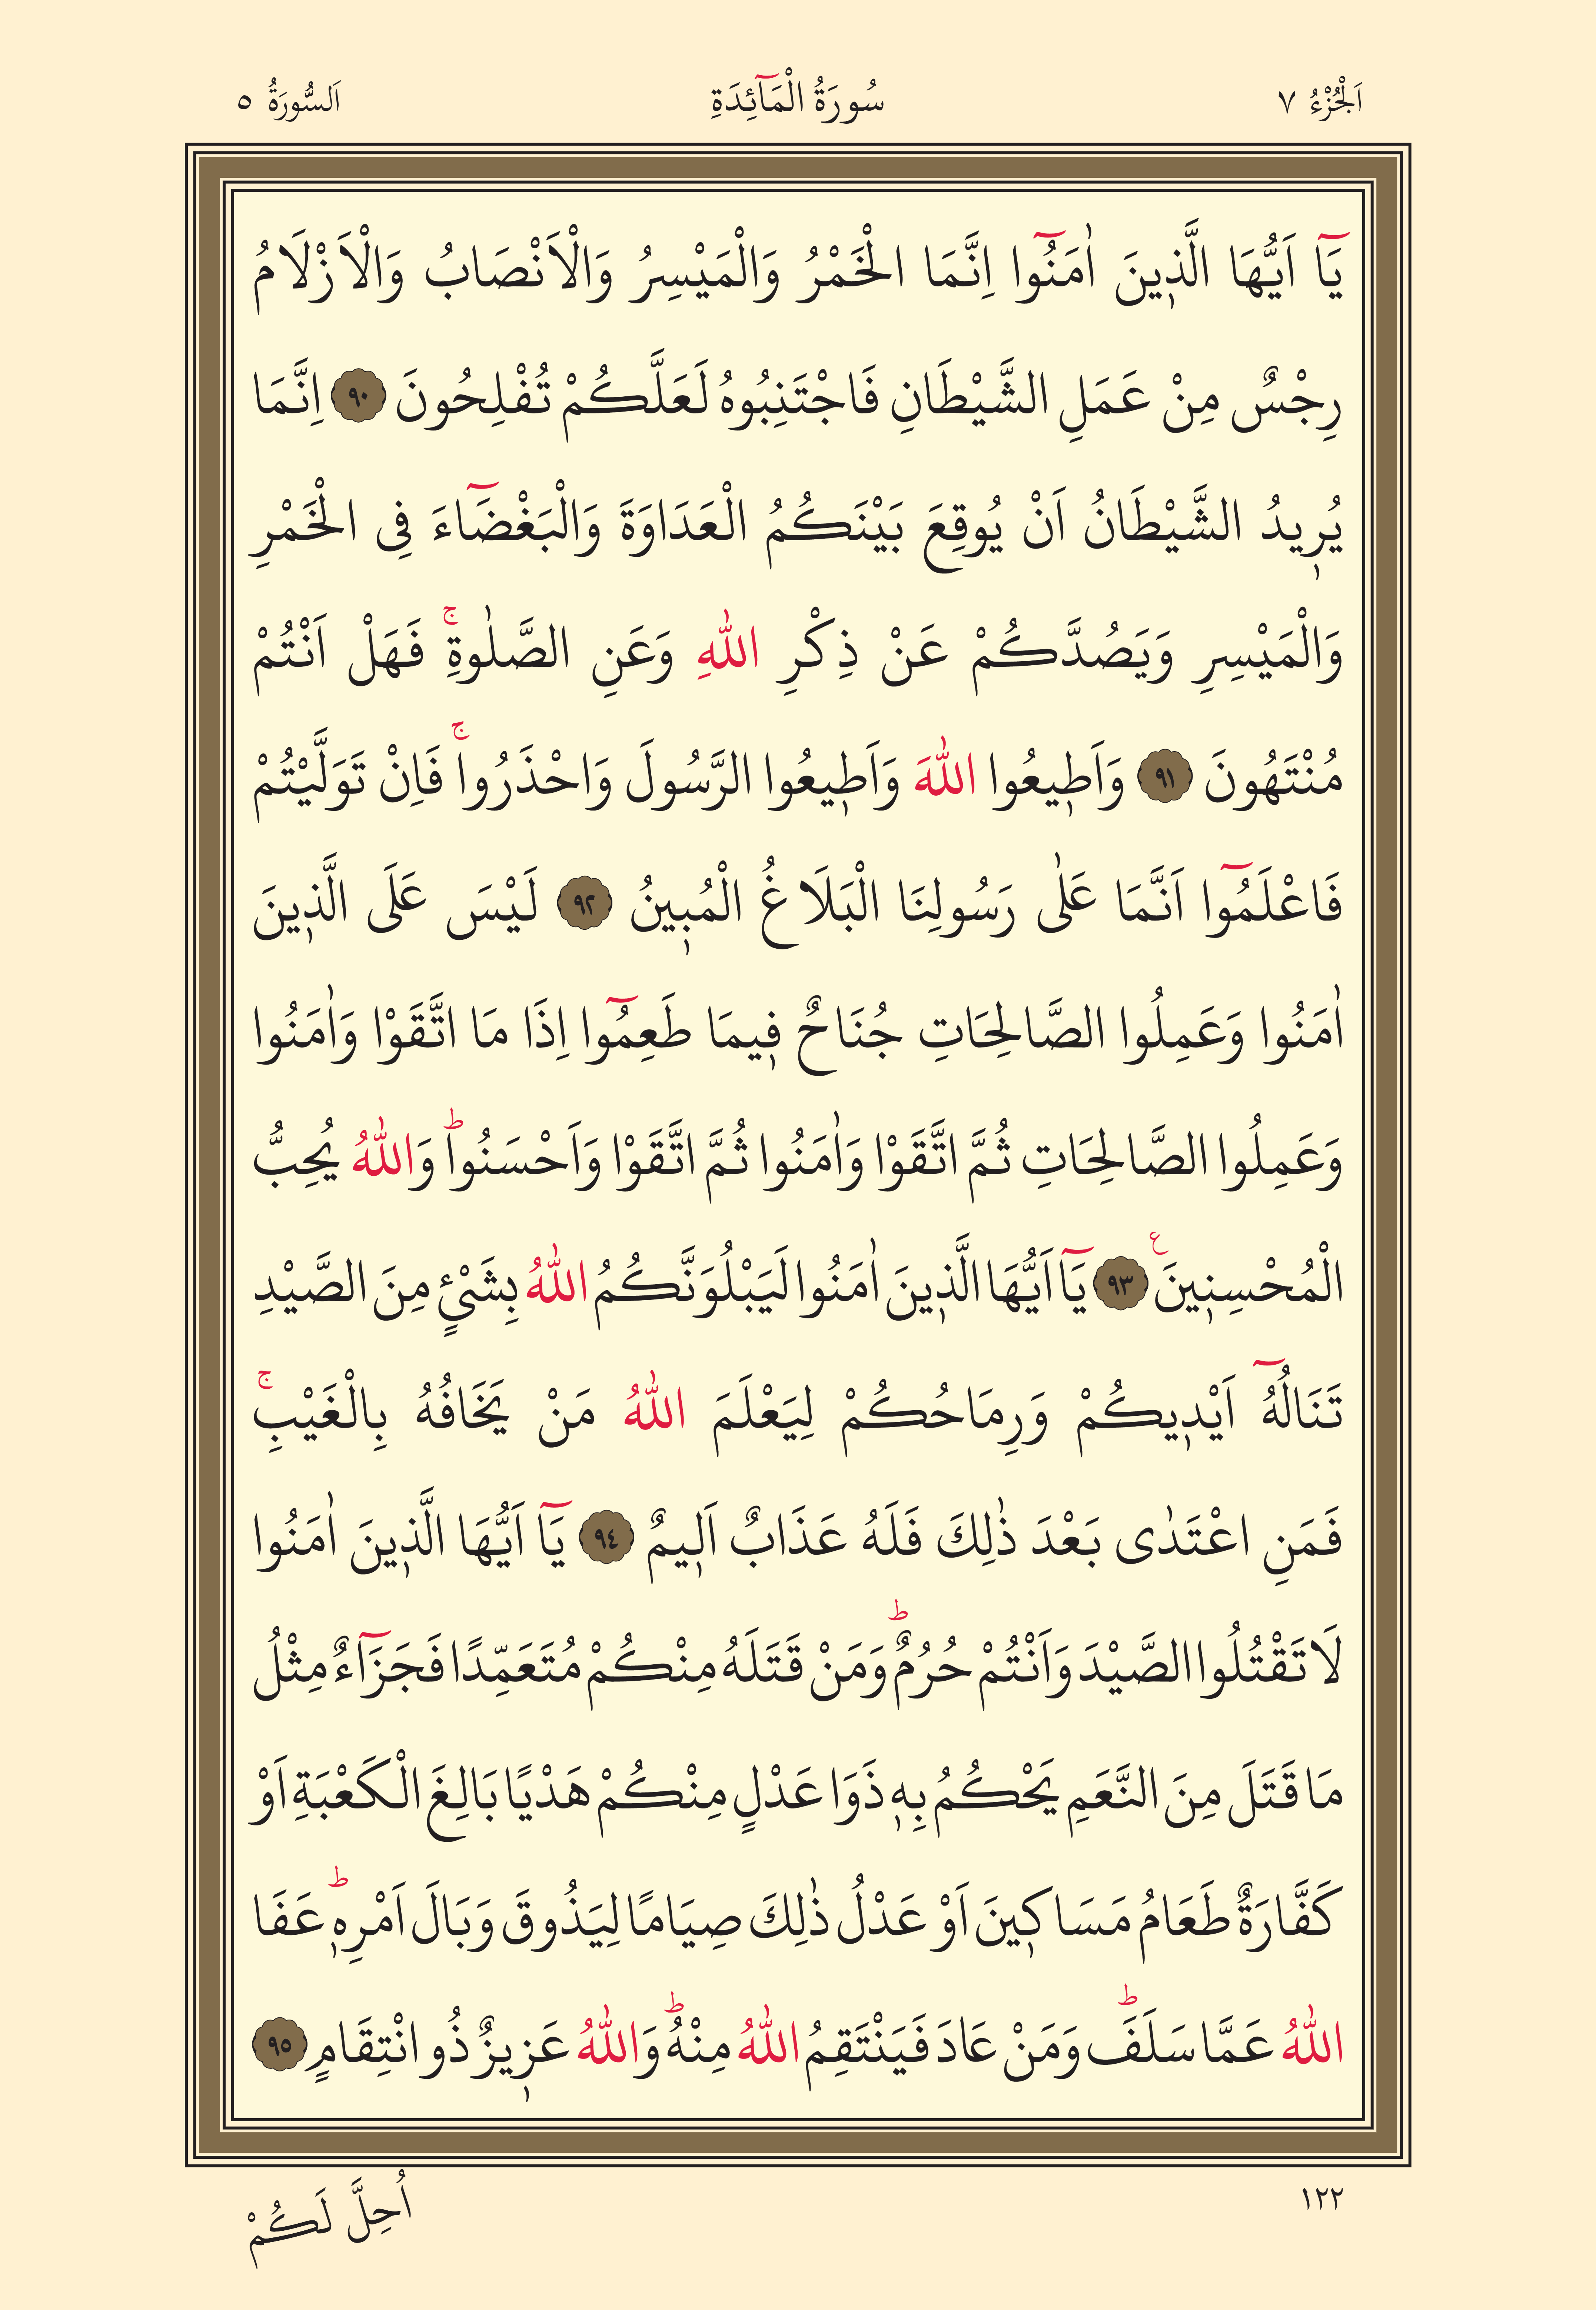 اَلْجُزْءُ ٧
سُورَةُ الْمَآئِدَةِ
اَلسُّورَةُ ٥
يَٓا اَيُّهَا الَّذ۪ينَ اٰمَنُٓوا اِنَّمَا الْخَمْرُ وَالْمَيْسِرُ وَالْاَنْصَابُ وَالْاَزْلَامُ
رِجْسٌ مِنْ عَمَلِ الشَّيْطَانِ فَاجْتَنِبُوهُ لَعَلَّكُمْ تُفْلِحُونَ ٩٠ اِنَّمَا
يُر۪يدُ الشَّيْطَانُ اَنْ يُوقِعَ بَيْنَكُمُ الْعَدَاوَةَ وَالْبَغْضَٓاءَ فِى الْخَمْرِ
وَالْمَيْسِرِ وَيَصُدَّكُمْ عَنْ ذِكْرِ اللّٰهِ وَعَنِ الصَّلٰوةِۚ فَهَلْ اَنْتُمْ
مُنْتَهُونَ ٩١ وَاَط۪يعُوا اللّٰهَ وَاَط۪يعُوا الرَّسُولَ وَاحْذَرُواۚ فَاِنْ تَوَلَّيْتُمْ
فَاعْلَمُٓوا اَنَّمَا عَلٰى رَسُولِنَا الْبَلَاغُ الْمُب۪ينُ ٩٢ لَيْسَ عَلَى الَّذ۪ينَ
اٰمَنُوا وَعَمِلُوا الصَّالِحَاتِ جُنَاحٌ ف۪يمَا طَعِمُٓوا اِذَا مَا اتَّقَوْا وَاٰمَنُوا
وَعَمِلُوا الصَّالِحَاتِ ثُمَّ اتَّقَوْا وَاٰمَنُوا ثُمَّ اتَّقَوْا وَاَحْسَنُواۜ وَاللّٰهُ يُحِبُّ
الْمُحْسِن۪ينَ ع ٩٣ يَٓا اَيُّهَا الَّذ۪ينَ اٰمَنُوا لَيَبْلُوَنَّكُمُ اللّٰهُ بِشَيْءٍ مِنَ الصَّيْدِ
تَنَالُهُٓ اَيْد۪يكُمْ وَرِمَاحُكُمْ لِيَعْلَمَ اللّٰهُ مَنْ يَخَافُهُ بِالْغَيْبِۚ
فَمَنِ اعْتَدٰى بَعْدَ ذٰلِكَ فَلَهُ عَذَابٌ اَل۪يمٌ ٩٤ يَٓا اَيُّهَا الَّذ۪ينَ اٰمَنُوا
لَا تَقْتُلُوا الصَّيْدَ وَاَنْتُمْ حُرُمٌۜ وَمَنْ قَتَلَهُ مِنْكُمْ مُتَعَمِّدًا فَجَزَٓاءٌ مِثْلُ
مَا قَتَلَ مِنَ النَّعَمِ يَحْكُمُ بِه۪ ذَوَا عَدْلٍ مِنْكُمْ هَدْيًا بَالِغَ الْكَعْبَةِ اَوْ
كَفَّارَةٌ طَعَامُ مَسَاك۪ينَ اَوْ عَدْلُ ذٰلِكَ صِيَامًا لِيَذُوقَ وَبَالَ اَمْرِه۪ۜ عَفَا
اللّٰهُ عَمَّا سَلَفَۜ وَمَنْ عَادَ فَيَنْتَقِمُ اللّٰهُ مِنْهُۜ وَاللّٰهُ عَز۪يزٌ ذُو انْتِقَامٍ ٩٥
١٢٢
اُحِلَّ لَكُمْ